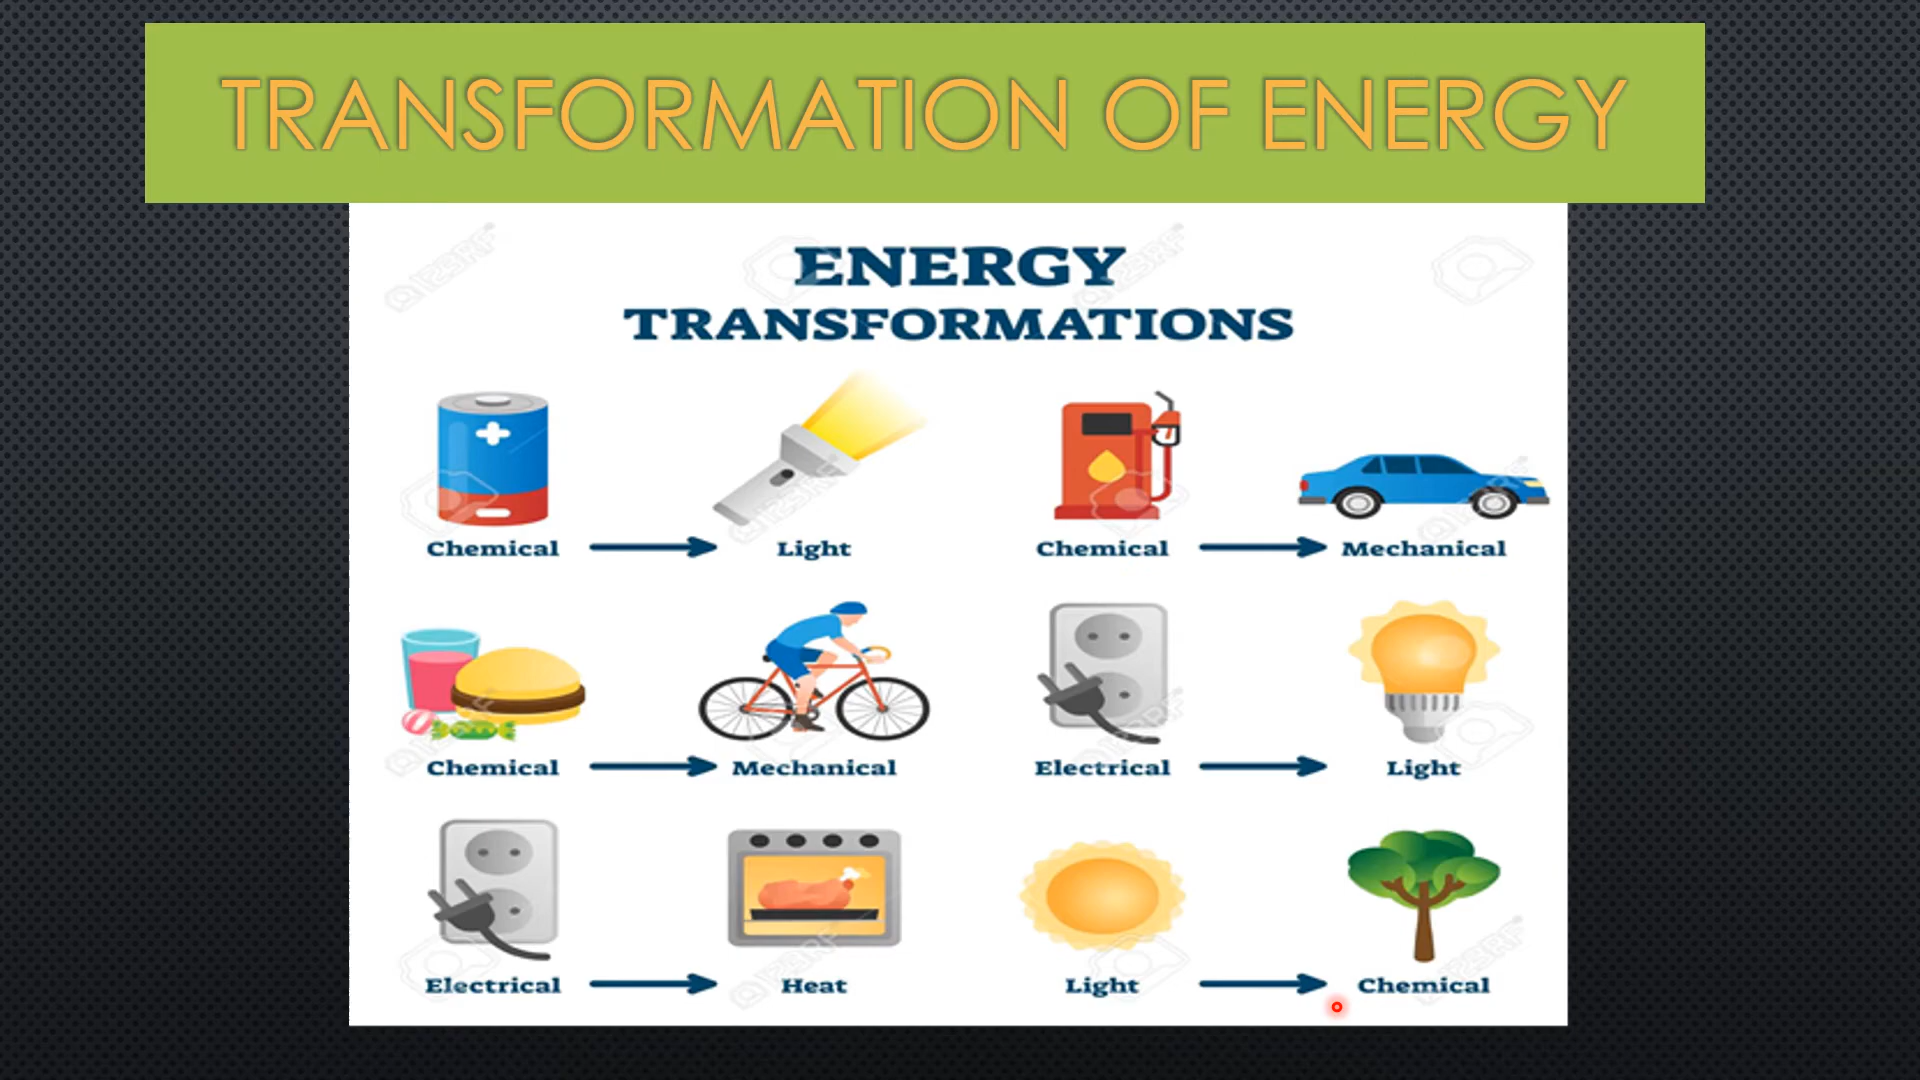 TRANSFORMATION OF ENERGY
ENERGY
TRANSFORMATIONS
Chemical Light Chemical Mechanical
Chemical Mechanical Electrical Light
Electrical Heat Light Chemical